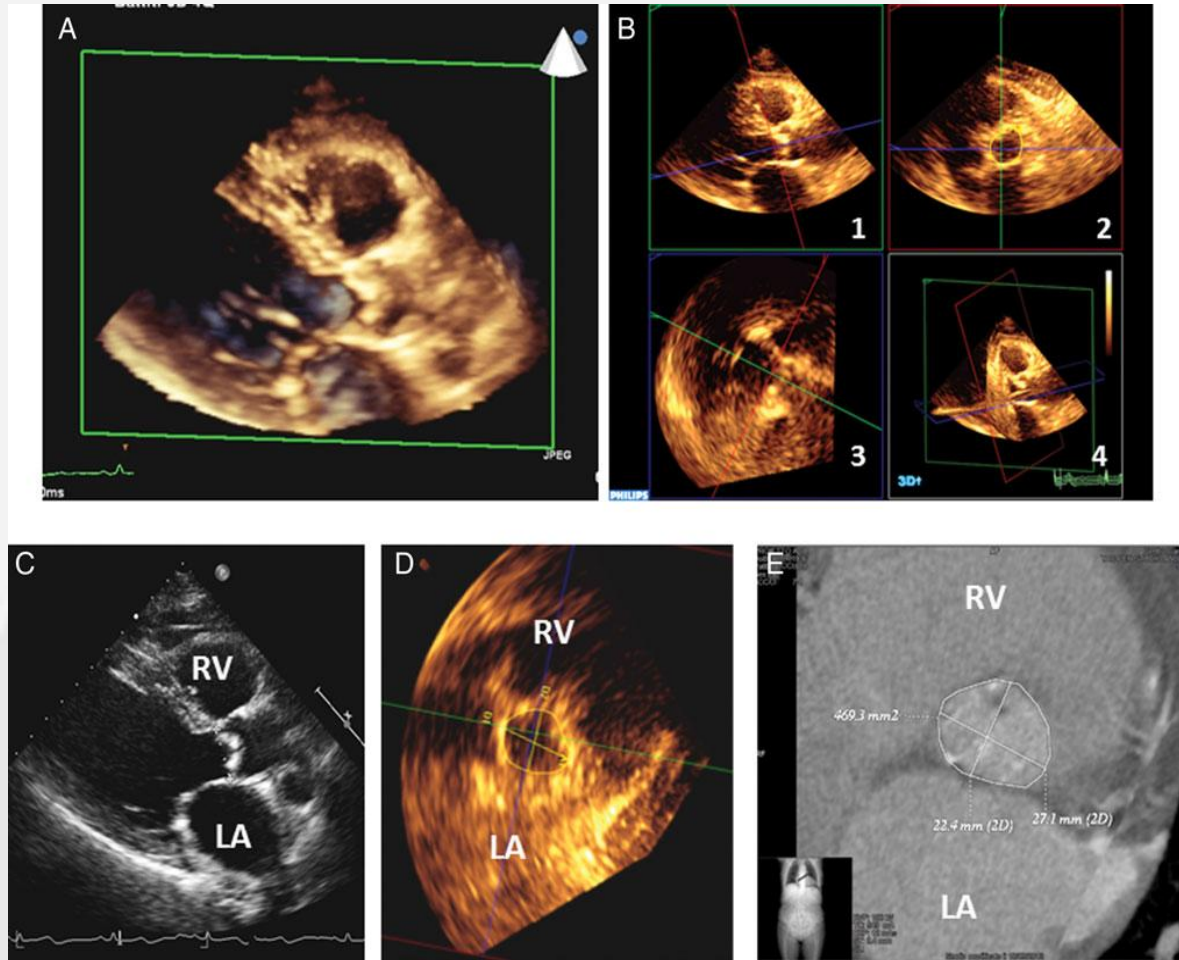 A
JPEG
0ms
B
1
2
3
4
3D
PHILIPS
C
RV
LA
D
RV
LA
E
RV
469.3 mm2
22.4 mm (2D)
27.1 mm (2D)
LA